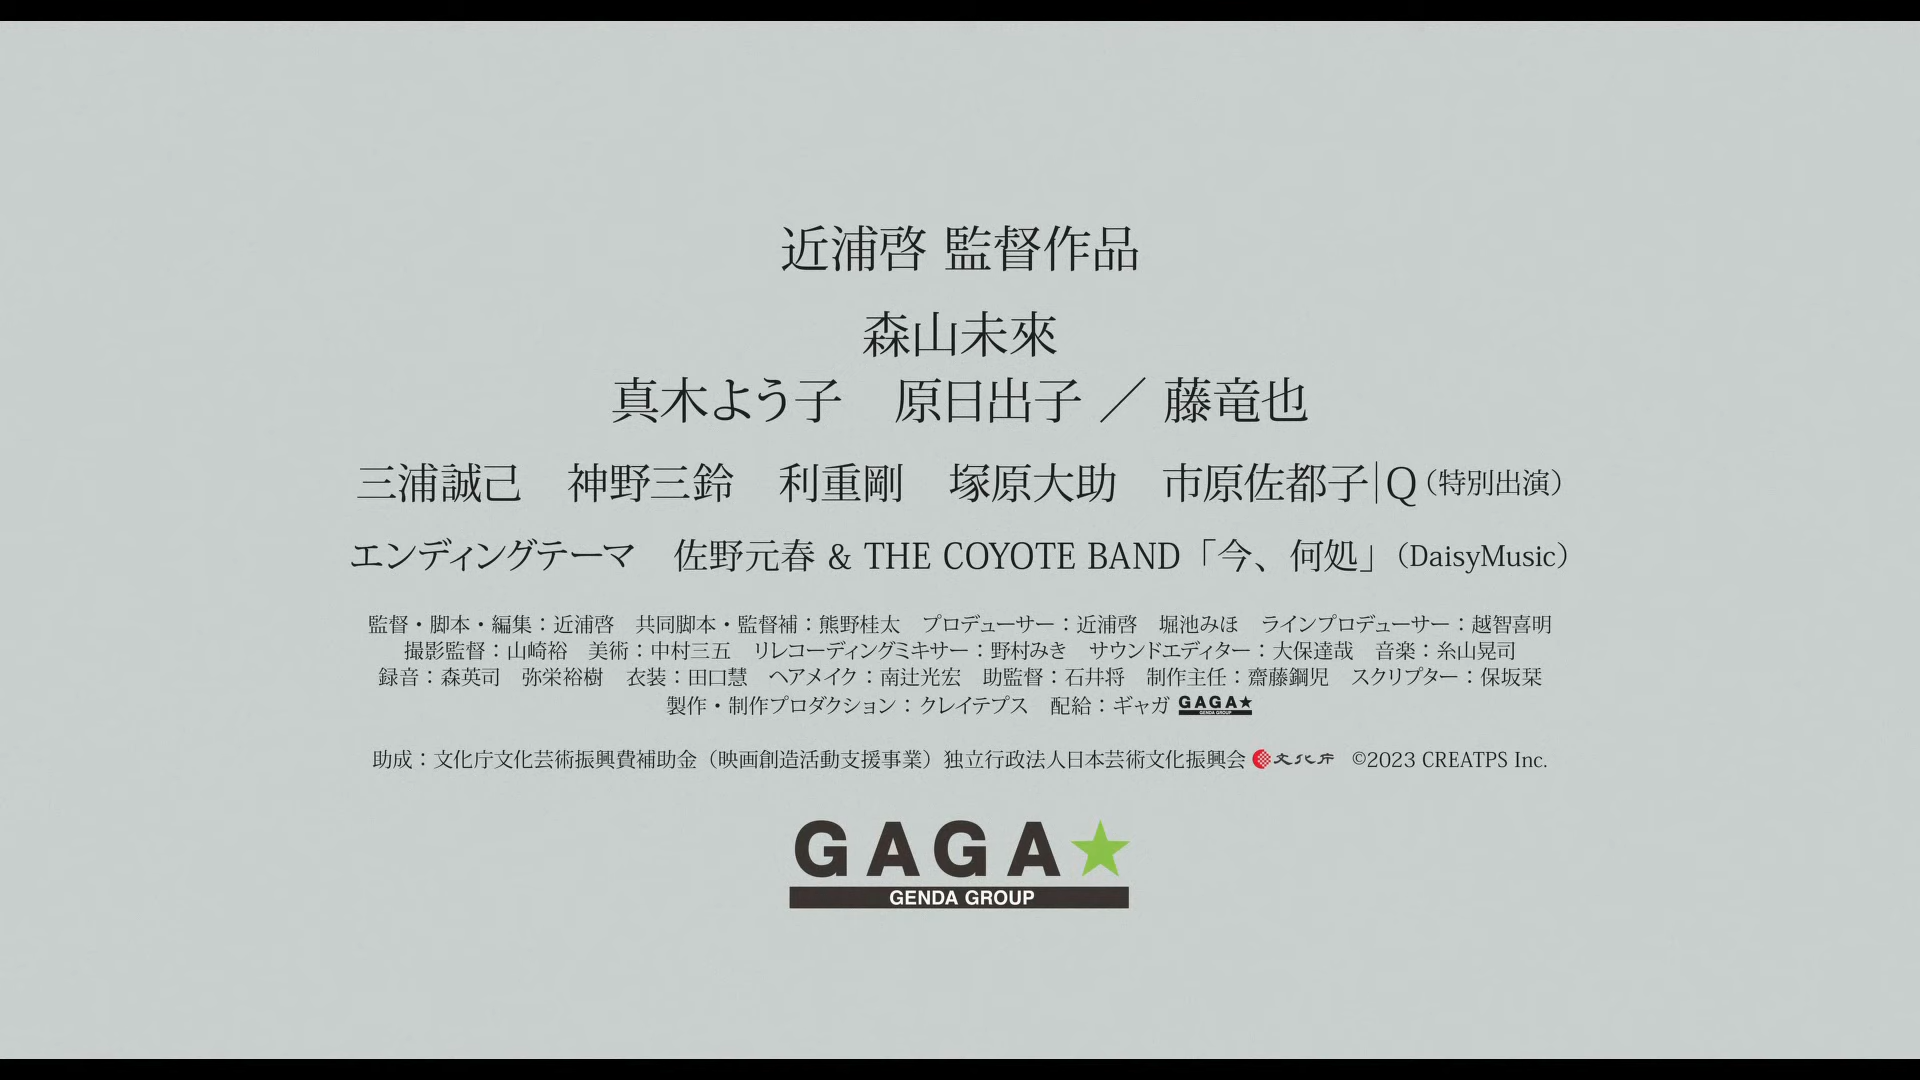 近浦啓 監督作品
森山未來
真木よう子　原日出子 ／ 藤竜也
三浦誠己　神野三鈴　利重剛　塚原大助　市原佐都子|Q（特別出演）
エンディングテーマ　佐野元春 & THE COYOTE BAND「今、何処」（DaisyMusic）
監督・脚本・編集：近浦啓　共同脚本・監督補：熊野桂太　プロデューサー：近浦啓　堀池みほ　ラインプロデューサー：越智喜明
撮影監督：山崎裕　美術：中村三五　リレコーディングミキサー：野村みき　サウンドエディター：大保達哉　音楽：糸山晃司
録音：森英司　弥栄裕樹　衣装：田口慧　ヘアメイク：南辻光宏　助監督：石井将　制作主任：齋藤鋼児　スクリプター：保坂栞
製作・制作プロダクション：クレイテプス　配給：ギャガ GAGA★ GENDA GROUP
助成：文化庁文化芸術振興費補助金（映画創造活動支援事業）独立行政法人日本芸術文化振興会 文化庁　©2023 CREATPS Inc.
GAGA★
GENDA GROUP